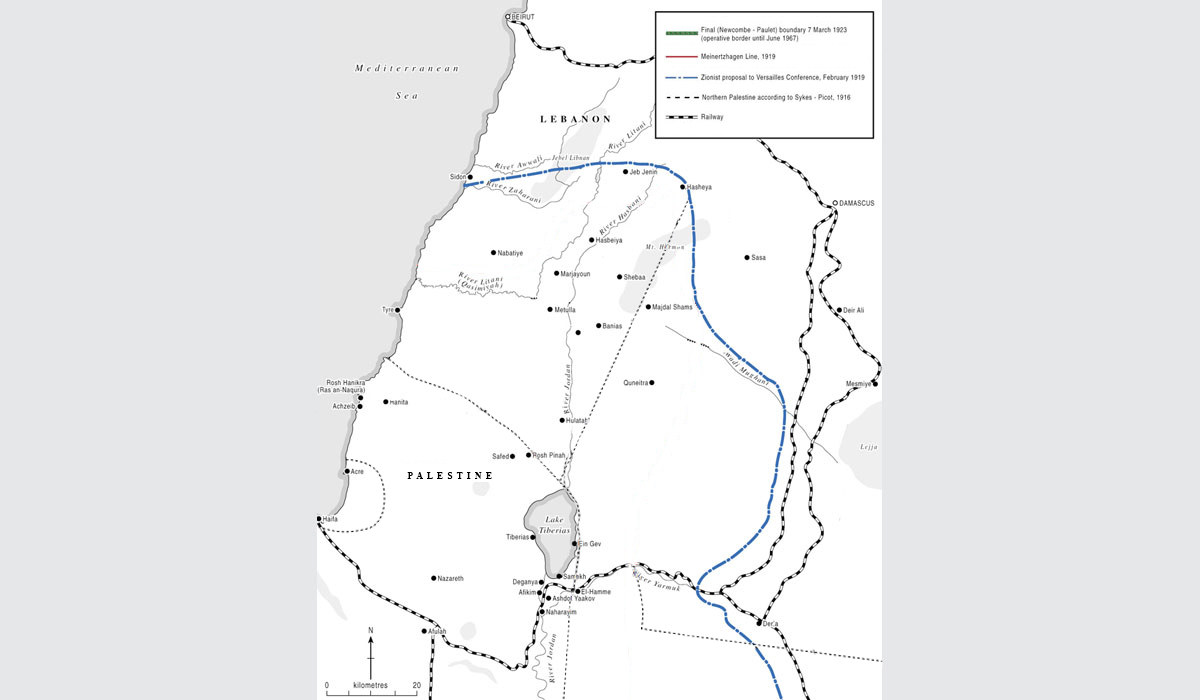 BEIRUT
Final (Newcombe - Paulet) boundary 7 March 1923
(operative border until June 1967)
Meinertzhagen Line, 1919
Zionist proposal to Versailles Conference, February 1919
Northern Palestine according to Sykes - Picot, 1916
Railway
Mediterranean
Sea
LEBANON
River Litani
River Awwali
Jebel Libnan
Sidon
River Zaharani
Jeb Jenin
Hasheya
DAMASCUS
River Hasbani
Hasbeiya
Mt. Hermon
Nabatiye
Sasa
Marjayoun
Shebaa
River Litani
(Qasimiyah)
Tyre
Metulla
Majdal Shams
Deir Ali
Banias
Wadi Mughani
Rosh Hanikra
(Ras an-Naqura)
Quneitra
Mesmiye
River Jordan
Achzeib
Hanita
Hulatah
Lejja
Safed
Rosh Pinah
Acre
PALESTINE
Haifa
Lake
Tiberias
Tiberias
Ein Gev
Nazareth
Deganya
Samekh
River Yarmuk
Afikim
El-Hamme
Ashdot Yaakov
Naharayim
Der'a
Afulah
N
River Jordan
0 kilometres 20